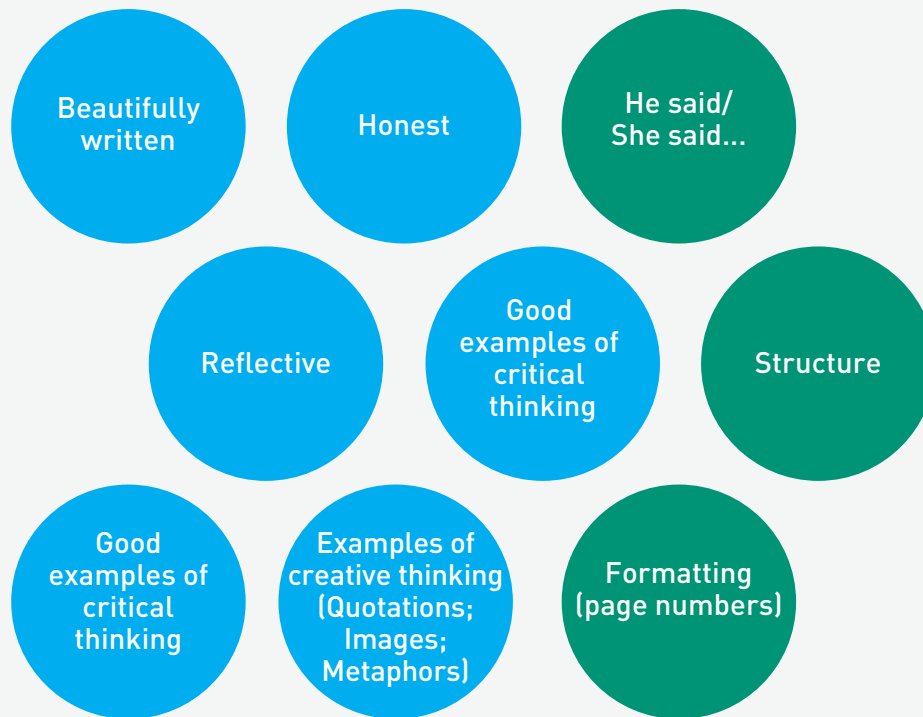 Beautifully
written
Honest
He said/
She said...
Reflective
Good
examples of
critical
thinking
Structure
Good
examples of
critical
thinking
Examples of
creative thinking
(Quotations;
Images;
Metaphors)
Formatting
(page numbers)